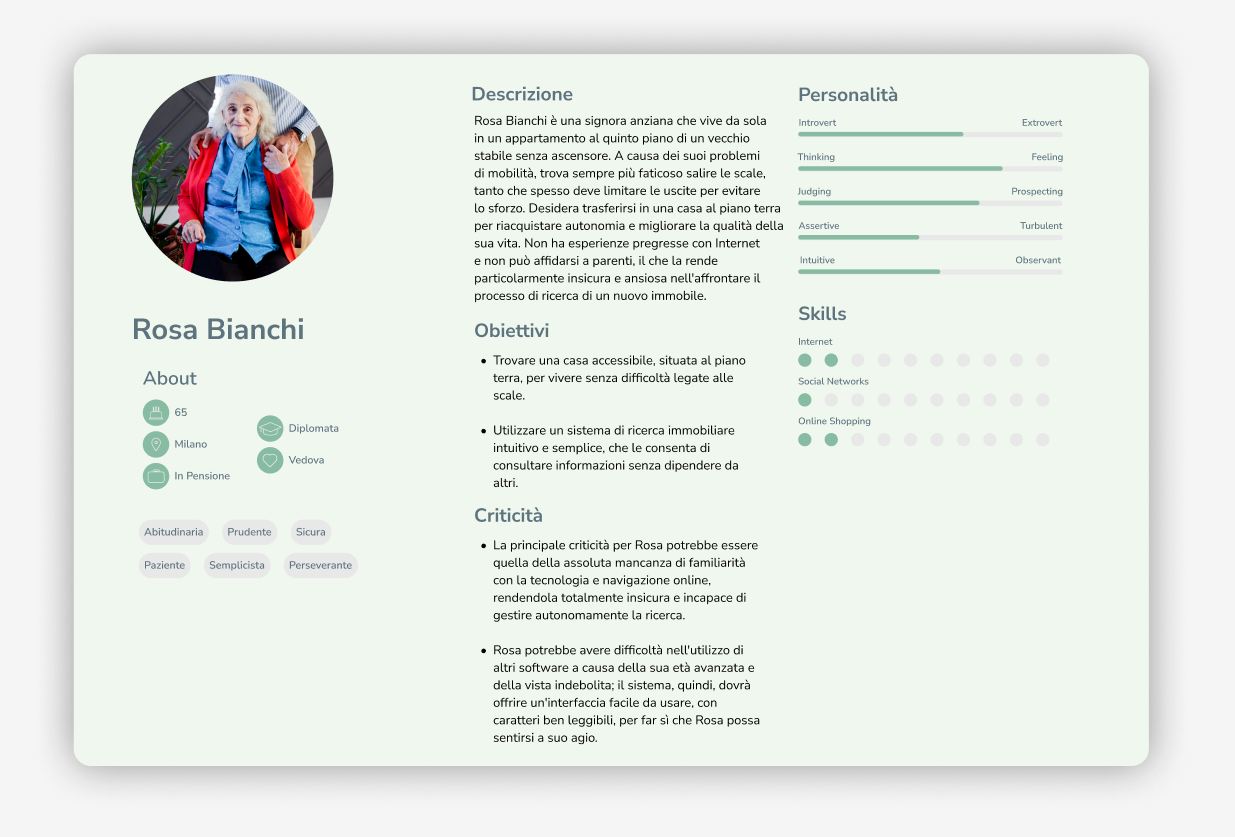 Rosa Bianchi
About
65
Milano
In Pensione
Diplomata
Vedova
Abitudinaria Prudente Sicura
Paziente Semplicista Perseverante
Descrizione
Rosa Bianchi è una signora anziana che vive da sola
in un appartamento al quinto piano di un vecchio
stabile senza ascensore. A causa dei suoi problemi
di mobilità, trova sempre più faticoso salire le scale,
tanto che spesso deve limitare le uscite per evitare
lo sforzo. Desidera trasferirsi in una casa al piano terra
per riacquistare autonomia e migliorare la qualità della
sua vita. Non ha esperienze pregresse con Internet
e non può affidarsi a parenti, il che la rende
particolarmente insicura e ansiosa nell'affrontare il
processo di ricerca di un nuovo immobile.
Obiettivi
• Trovare una casa accessibile, situata al piano
terra, per vivere senza difficoltà legate alle
scale.
• Utilizzare un sistema di ricerca immobiliare
intuitivo e semplice, che le consenta di
consultare informazioni senza dipendere da
altri.
Criticità
• La principale criticità per Rosa potrebbe essere
quella della assoluta mancanza di familiarità
con la tecnologia e navigazione online,
rendendola totalmente insicura e incapace di
gestire autonomamente la ricerca.
• Rosa potrebbe avere difficoltà nell'utilizzo di
altri software a causa della sua età avanzata e
della vista indebolita; il sistema, quindi, dovrà
offrire un'interfaccia facile da usare, con
caratteri ben leggibili, per far sì che Rosa possa
sentirsi a suo agio.
Personalità
Introvert Extrovert
Thinking Feeling
Judging Prospecting
Assertive Turbulent
Intuitive Observant
Skills
Internet
Social Networks
Online Shopping